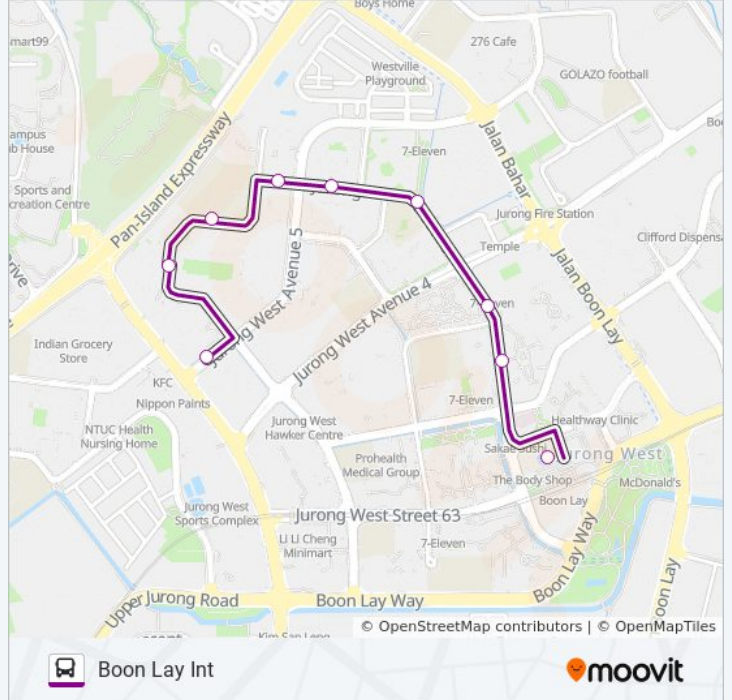 Boys Home
mart99
276 Cafe
Westville
Playground
GOLAZO football
Pan-Island Expressway
ampus
b House
Jalan Bahar
7-Eleven
Sports and
creation Centre
Jurong Fire Station
Temple
Clifford Dispensa
Drive
Jurong West Avenue 5
Jurong West Avenue 4
7-Eleven
Jalan Boon Lay
Indian Grocery
Store
KFC
Nippon Paints
7-Eleven
Jurong West
Hawker Centre
Healthway Clinic
NTUC Health
Nursing Home
Sakae Sushi
Jurong West
Prohealth
Medical Group
The Body Shop
McDonald's
Boon Lay
Jurong West
Sports Complex
Jurong West Street 63
Li Li Cheng
Minimart
7-Eleven
Boon Lay Way
Upper Jurong Road
Boon Lay Way
oon Lay
Kim San Leng
© OpenStreetMap contributors | © OpenMapTiles
Boon Lay Int
moovit